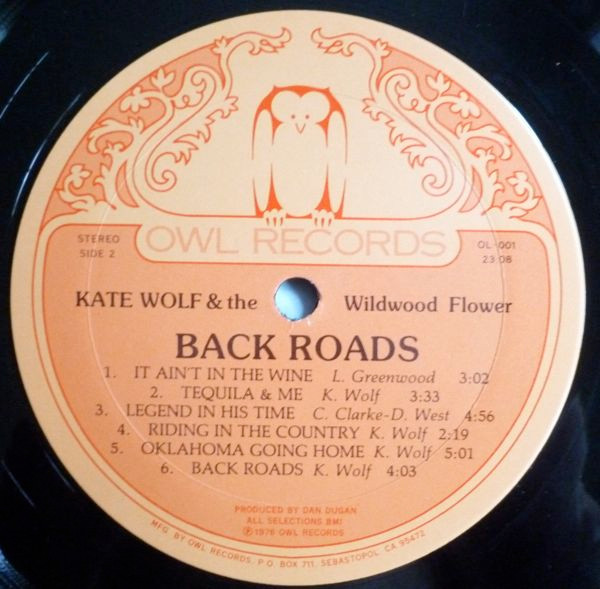 OWL RECORDS
STEREO
SIDE 2
OL-001
23 08
KATE WOLF & the Wildwood Flower
BACK ROADS
1. IT AIN'T IN THE WINE L. Greenwood 3:02
2. TEQUILA & ME K. Wolf 3:33
3. LEGEND IN HIS TIME C. Clarke-D. West 4:56
4. RIDING IN THE COUNTRY K. Wolf 2:19
5. OKLAHOMA GOING HOME K. Wolf 5:01
6. BACK ROADS K. Wolf 4:03
PRODUCED BY DAN DUGAN
ALL SELECTIONS BMI
℗ 1976 OWL RECORDS
MFG. BY OWL RECORDS, P.O. BOX 711, SEBASTOPOL, CA 95472